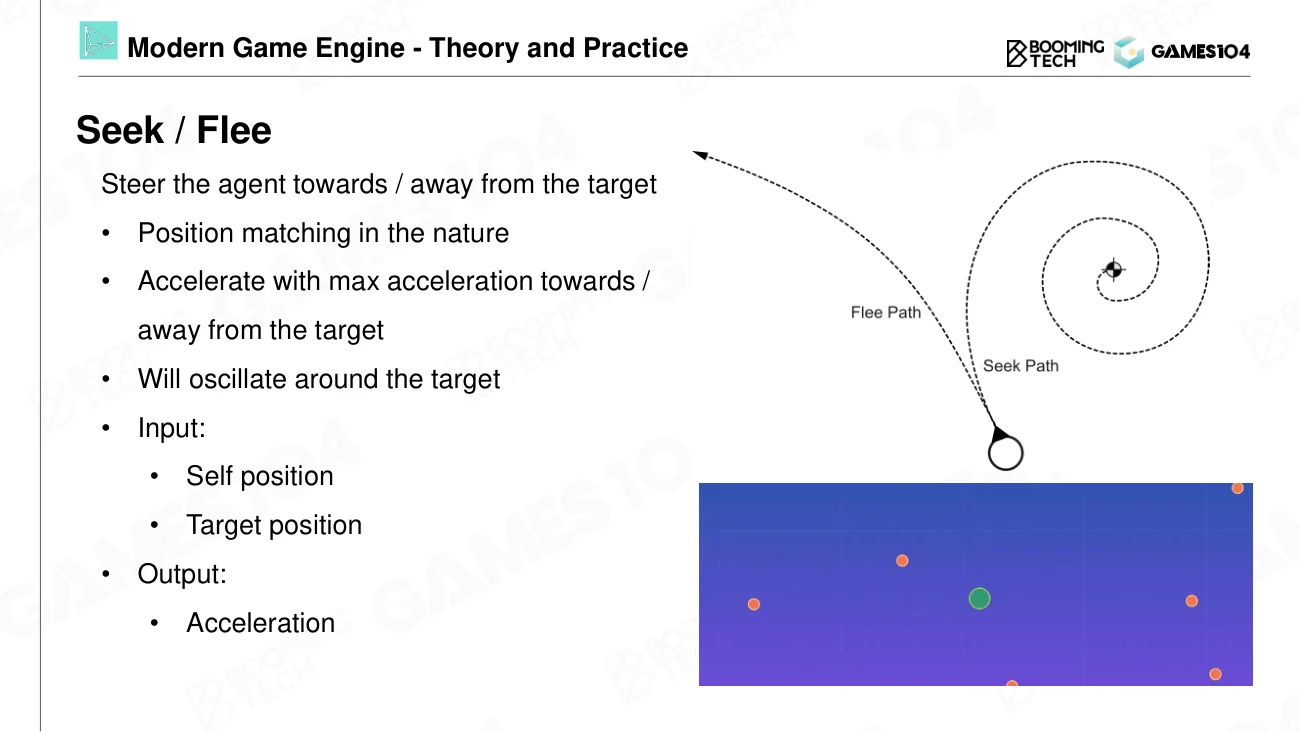 Modern Game Engine - Theory and Practice
BOOMING
TECH
GAMES104
Seek / Flee
Steer the agent towards / away from the target
• Position matching in the nature
• Accelerate with max acceleration towards /
away from the target
• Will oscillate around the target
• Input:
• Self position
• Target position
• Output:
• Acceleration
Flee Path
Seek Path